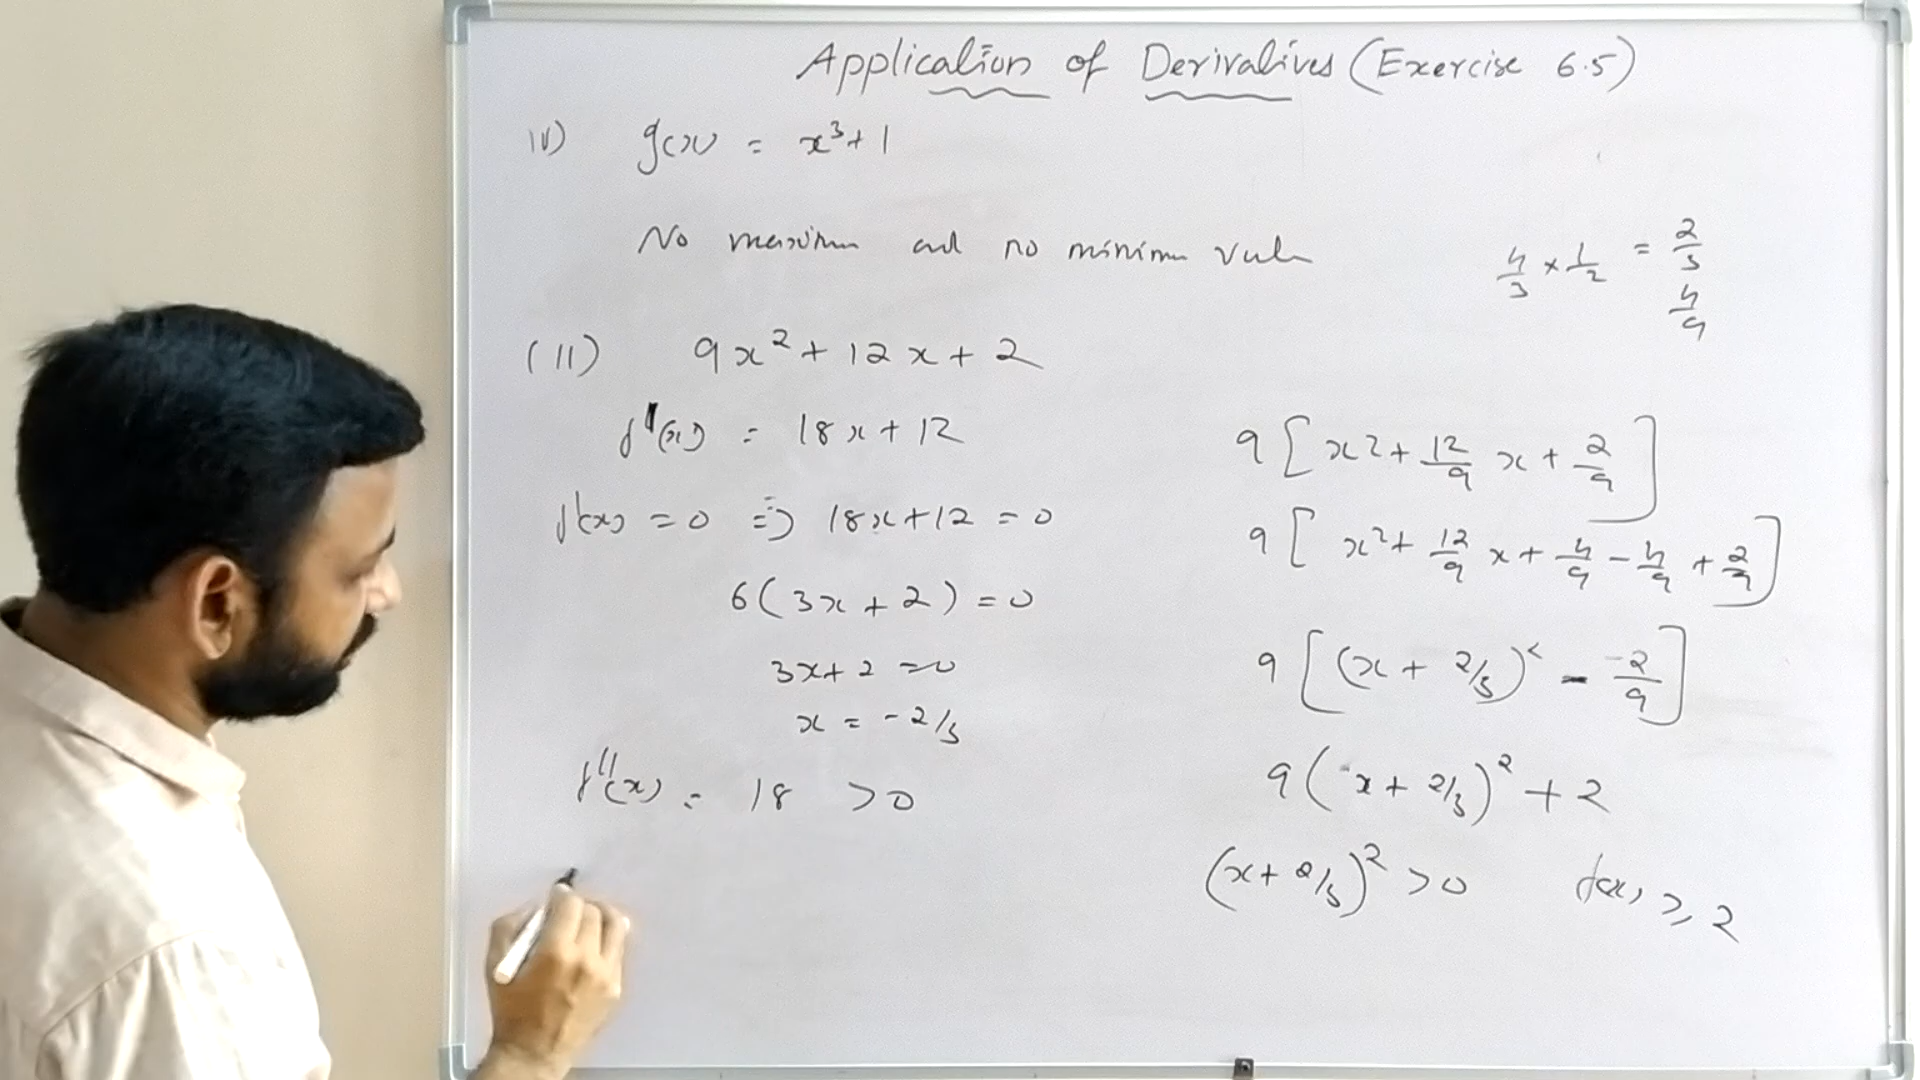 Application of Derivatives (Exercise 6.5)
IV) g(x) = x³ + 1
No maximum and no minimum value
4/3 × 1/2 = 2/3
4/9
(II) 9x² + 12x + 2
f'(x) = 18x + 12
f'(x) = 0 ⇒ 18x + 12 = 0
6(3x + 2) = 0
3x + 2 = 0
x = -2/3
f''(x) = 18 > 0
9[x² + 12/9 x + 2/9]
9[x² + 12/9 x + 4/9 - 4/9 + 2/9]
9[(x + 2/3)² - -2/9]
9(x + 2/3)² + 2
(x + 2/3)² > 0 f(x) ≥ 2